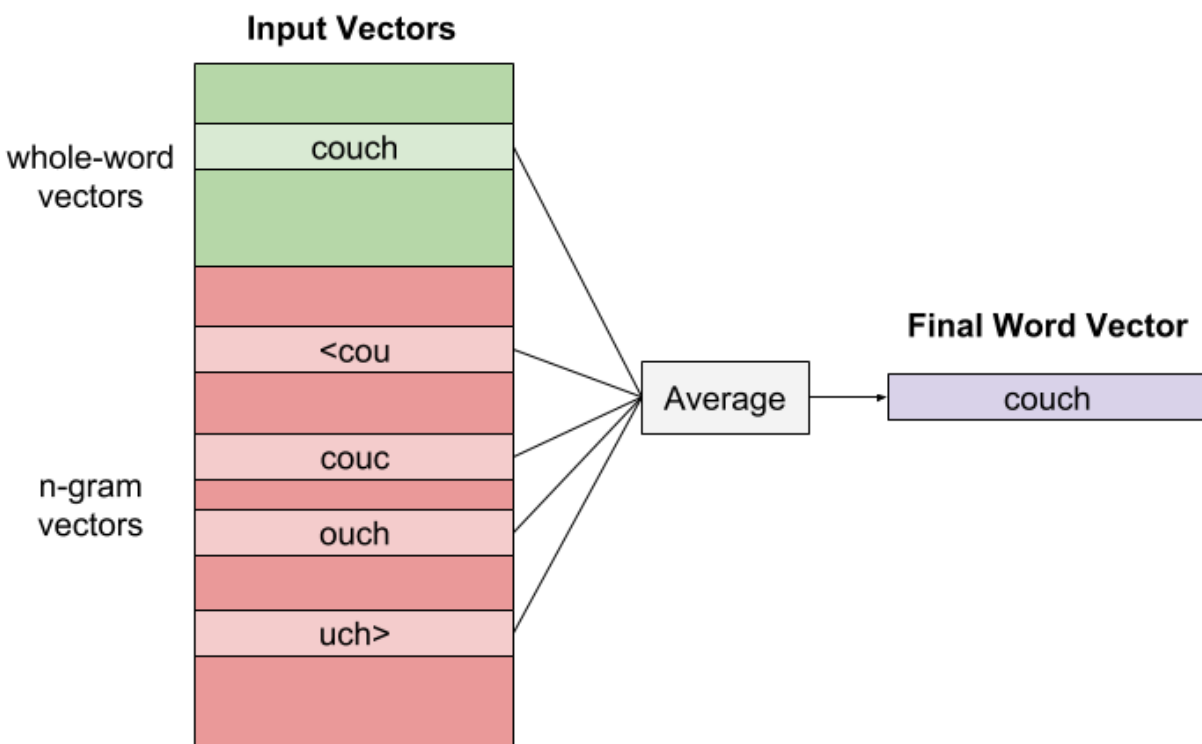 Input Vectors
whole-word
vectors
couch
<cou
n-gram
vectors
couc
ouch
uch>
Average
Final Word Vector
couch